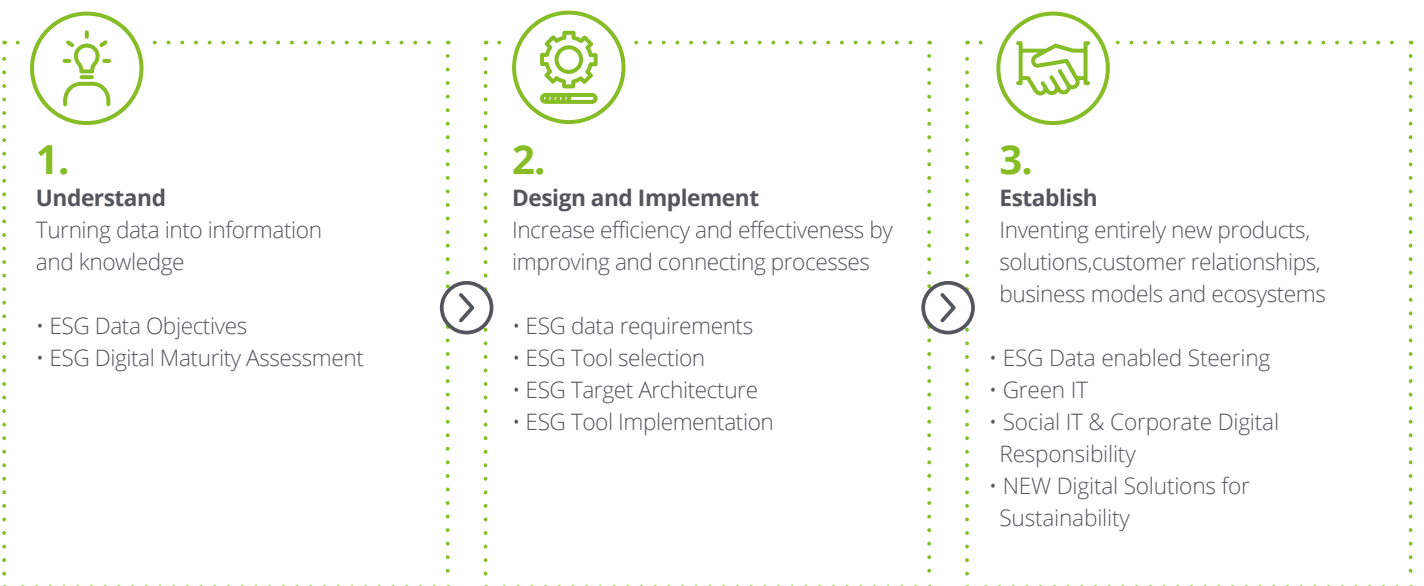 1.
Understand
Turning data into information
and knowledge
· ESG Data Objectives
· ESG Digital Maturity Assessment
2.
Design and Implement
Increase efficiency and effectiveness by
improving and connecting processes
· ESG data requirements
· ESG Tool selection
· ESG Target Architecture
· ESG Tool Implementation
3.
Establish
Inventing entirely new products,
solutions,customer relationships,
business models and ecosystems
· ESG Data enabled Steering
· Green IT
· Social IT & Corporate Digital
Responsibility
· NEW Digital Solutions for
Sustainability